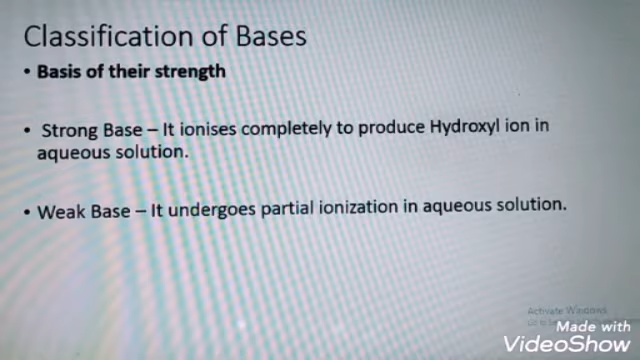 Classification of Bases
• Basis of their strength
• Strong Base – It ionises completely to produce Hydroxyl ion in
aqueous solution.
• Weak Base – It undergoes partial ionization in aqueous solution.
Activate Windows
Made with
VideoShow